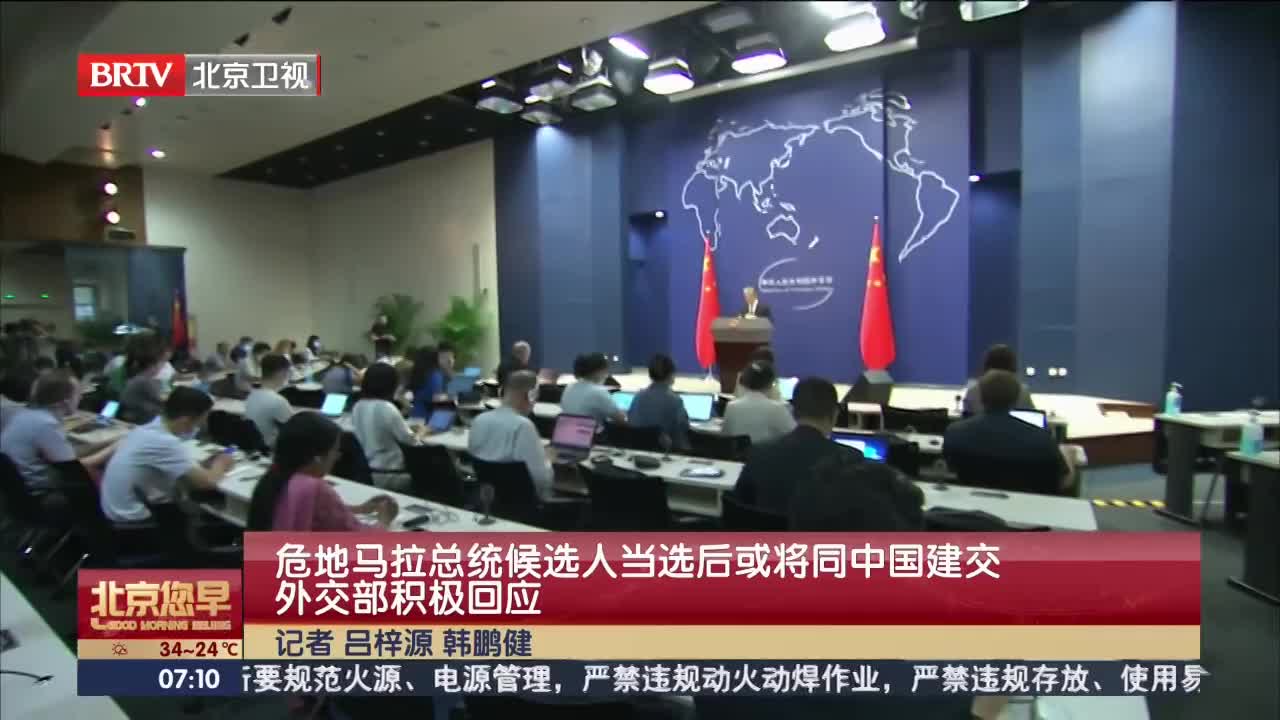 BRTV 北京卫视
危地马拉总统候选人当选后或将同中国建交
外交部积极回应
北京您早
GOOD MORNING BEIJING
记者 吕梓源 韩鹏健
34~24℃
07:10
要规范火源、电源管理，严禁违规动火动焊作业，严禁违规存放、使用易